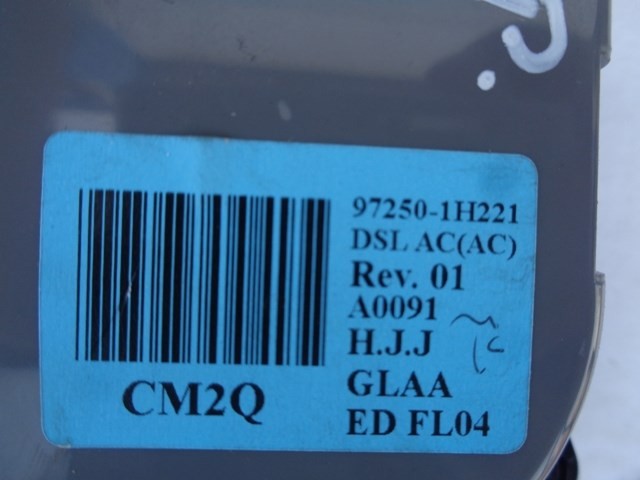 97250-1H221
DSL AC(AC)
Rev. 01
A0091
H.J.J
GLAA
ED FL04
CM2Q